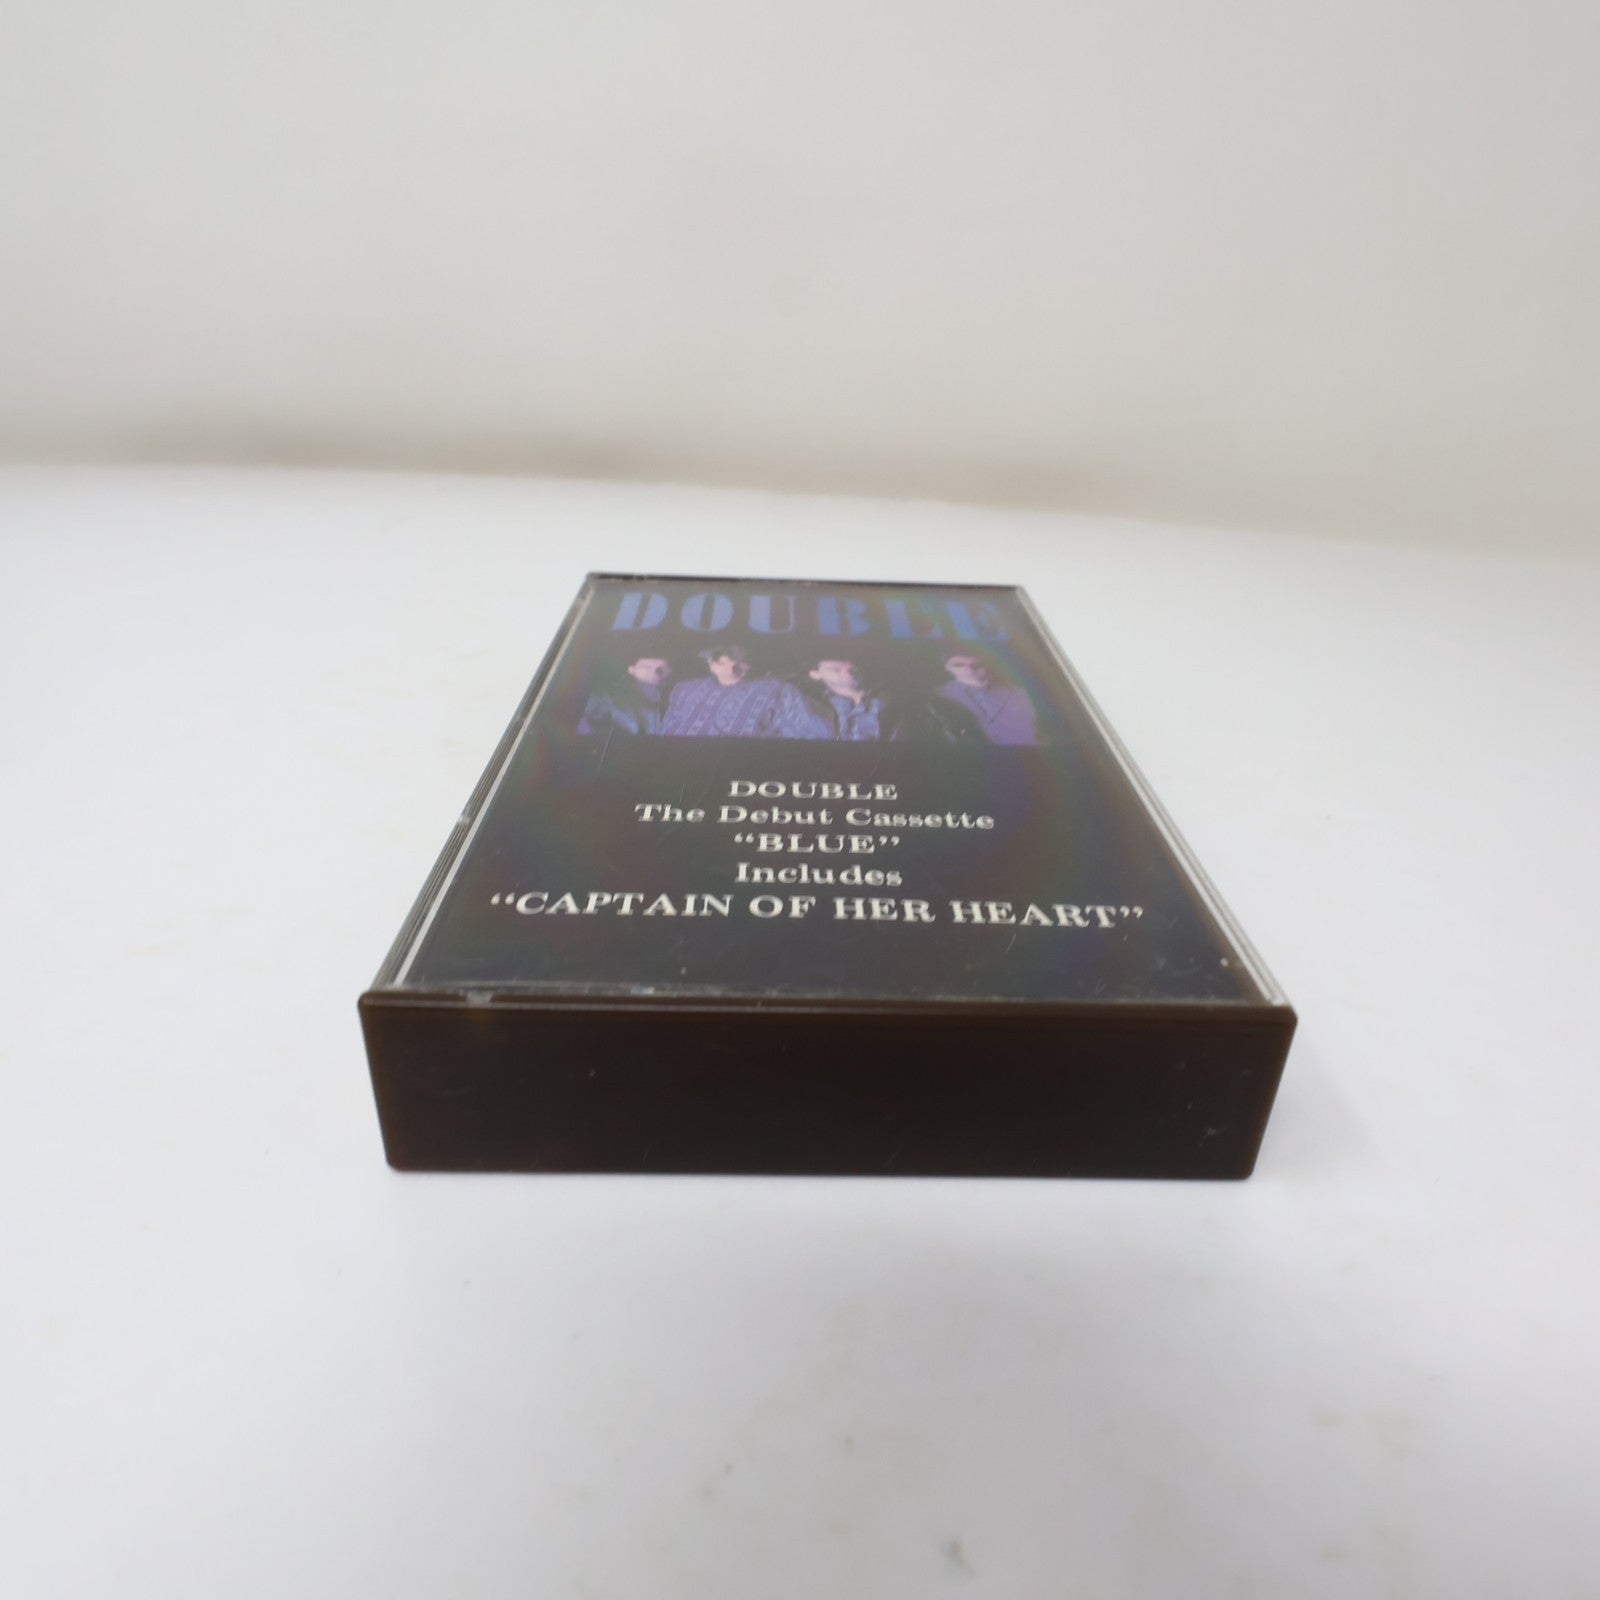 DOUBLE
DOUBLE
The Debut Cassette
“BLUE”
Includes
“CAPTAIN OF HER HEART”